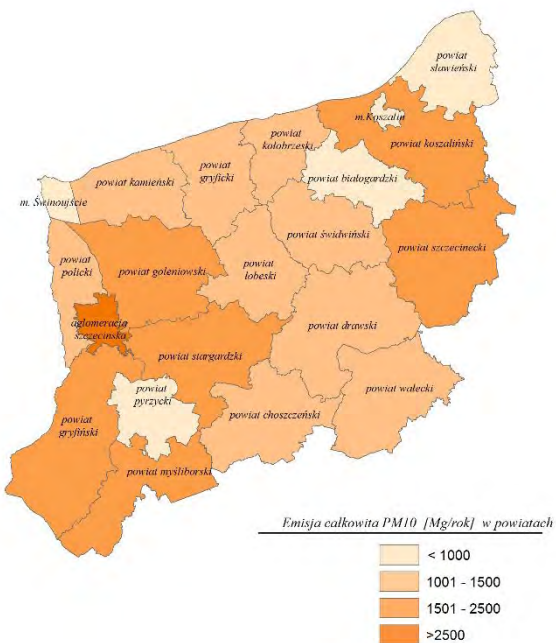 powiat
sławieński
m.Koszalin
powiat
kołobrzeski
powiat koszaliński
powiat
gryficki
powiat kamieński
powiat białogardzki
m. Świnoujście
powiat świdwiński
powiat szczecinecki
powiat
policki
powiat goleniowski
powiat
łobeski
aglomeracja
szczecińska
powiat drawski
powiat stargardzki
powiat wałecki
powiat
pyrzycki
powiat choszczeński
powiat
gryfiński
powiat myśliborski
Emisja całkowita PM10 [Mg/rok] w powiatach
< 1000
1001 - 1500
1501 - 2500
>2500